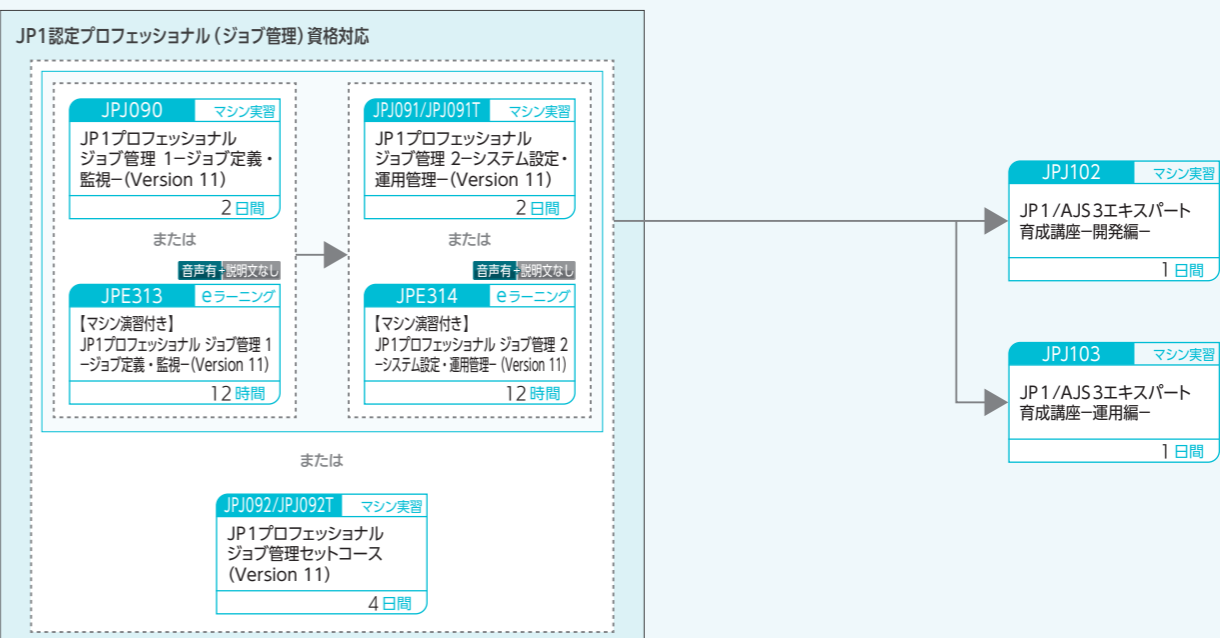 JP1認定プロフェッショナル（ジョブ管理）資格対応
JPJ090 マシン実習
JP1プロフェッショナル
ジョブ管理 1−ジョブ定義・
監視−(Version 11)
2日間
または
音声有+説明文なし
JPE313 eラーニング
【マシン演習付き】
JP1プロフェッショナル ジョブ管理 1
−ジョブ定義・監視−(Version 11)
12時間
JPJ091/JPJ091T マシン実習
JP1プロフェッショナル
ジョブ管理 2−システム設定・
運用管理−(Version 11)
2日間
または
音声有+説明文なし
JPE314 eラーニング
【マシン演習付き】
JP1プロフェッショナル ジョブ管理 2
−システム設定・運用管理− (Version 11)
12時間
または
JPJ092/JPJ092T マシン実習
JP1プロフェッショナル
ジョブ管理セットコース
(Version 11)
4日間
JPJ102 マシン実習
JP1/AJS3エキスパート
育成講座−開発編−
1日間
JPJ103 マシン実習
JP1/AJS3エキスパート
育成講座−運用編−
1日間